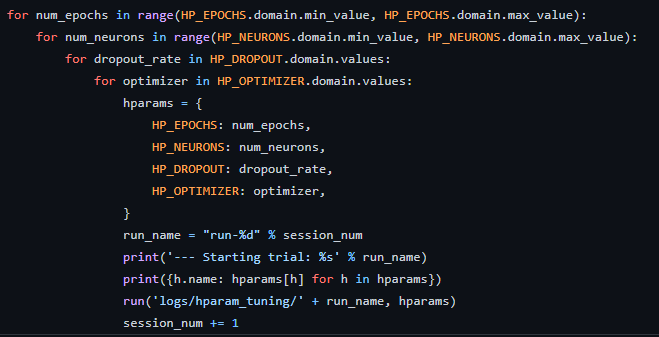 for num_epochs in range(HP_EPOCHS.domain.min_value, HP_EPOCHS.domain.max_value):
    for num_neurons in range(HP_NEURONS.domain.min_value, HP_NEURONS.domain.max_value):
        for dropout_rate in HP_DROPOUT.domain.values:
            for optimizer in HP_OPTIMIZER.domain.values:
                hparams = {
                    HP_EPOCHS: num_epochs,
                    HP_NEURONS: num_neurons,
                    HP_DROPOUT: dropout_rate,
                    HP_OPTIMIZER: optimizer,
                }
                run_name = "run-%d" % session_num
                print('--- Starting trial: %s' % run_name)
                print({h.name: hparams[h] for h in hparams})
                run('logs/hparam_tuning/' + run_name, hparams)
                session_num += 1